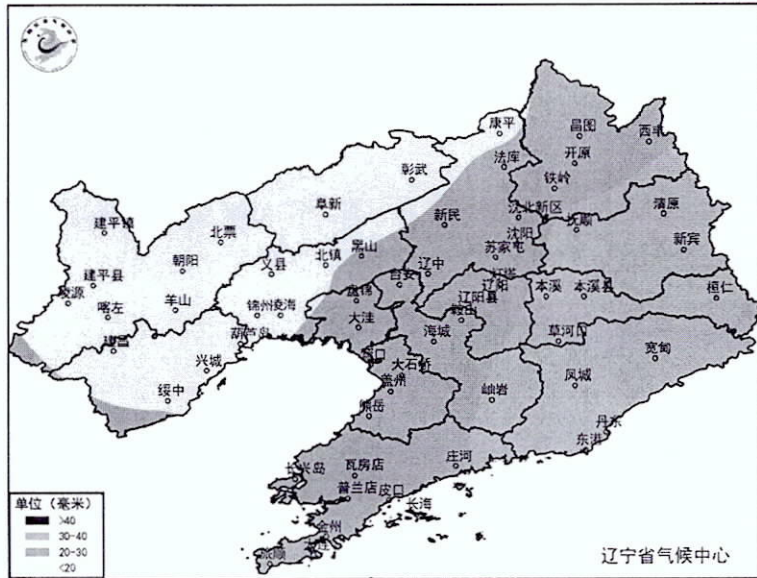 康平
昌图
西丰
法库
开原
彰武
铁岭
阜新
沈北新区
抚顺
清原
新民
建平镇
北票
沈阳
新宾
黑山
苏家屯
朝阳
义县
北镇
辽中
灯塔
台安
建平县
辽阳
本溪
本溪县
桓仁
凌源
盘锦
辽阳县
喀左
羊山
锦州
凌海
鞍山
大洼
海城
草河口
建昌
葫芦岛
营口
宽甸
兴城
大石桥
盖州
凤城
绥中
岫岩
熊岳
丹东
东港
长兴岛
瓦房店
庄河
普兰店
皮口
长海
金州
大连
旅顺
单位（毫米）
>40
30-40
20-30
<20
辽宁省气候中心